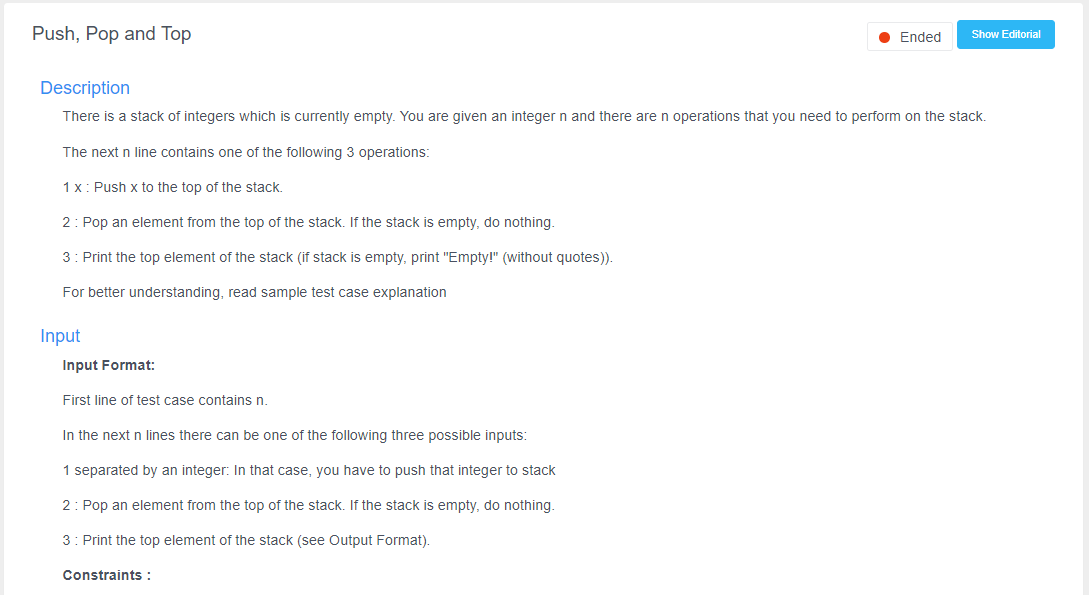 Push, Pop and Top
Ended
Show Editorial
Description
There is a stack of integers which is currently empty. You are given an integer n and there are n operations that you need to perform on the stack.
The next n line contains one of the following 3 operations:
1 x : Push x to the top of the stack.
2 : Pop an element from the top of the stack. If the stack is empty, do nothing.
3 : Print the top element of the stack (if stack is empty, print "Empty!" (without quotes)).
For better understanding, read sample test case explanation
Input
Input Format:
First line of test case contains n.
In the next n lines there can be one of the following three possible inputs:
1 separated by an integer: In that case, you have to push that integer to stack
2 : Pop an element from the top of the stack. If the stack is empty, do nothing.
3 : Print the top element of the stack (see Output Format).
Constraints :